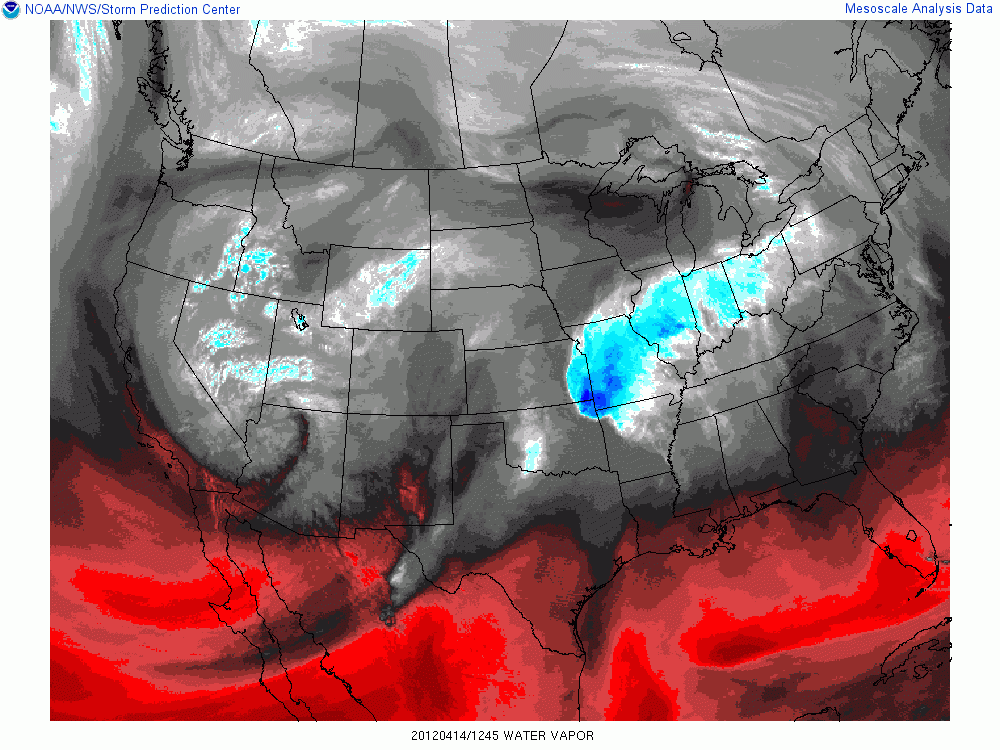 NOAA/NWS/Storm Prediction Center
Mesoscale Analysis Data
20120414/1245 WATER VAPOR